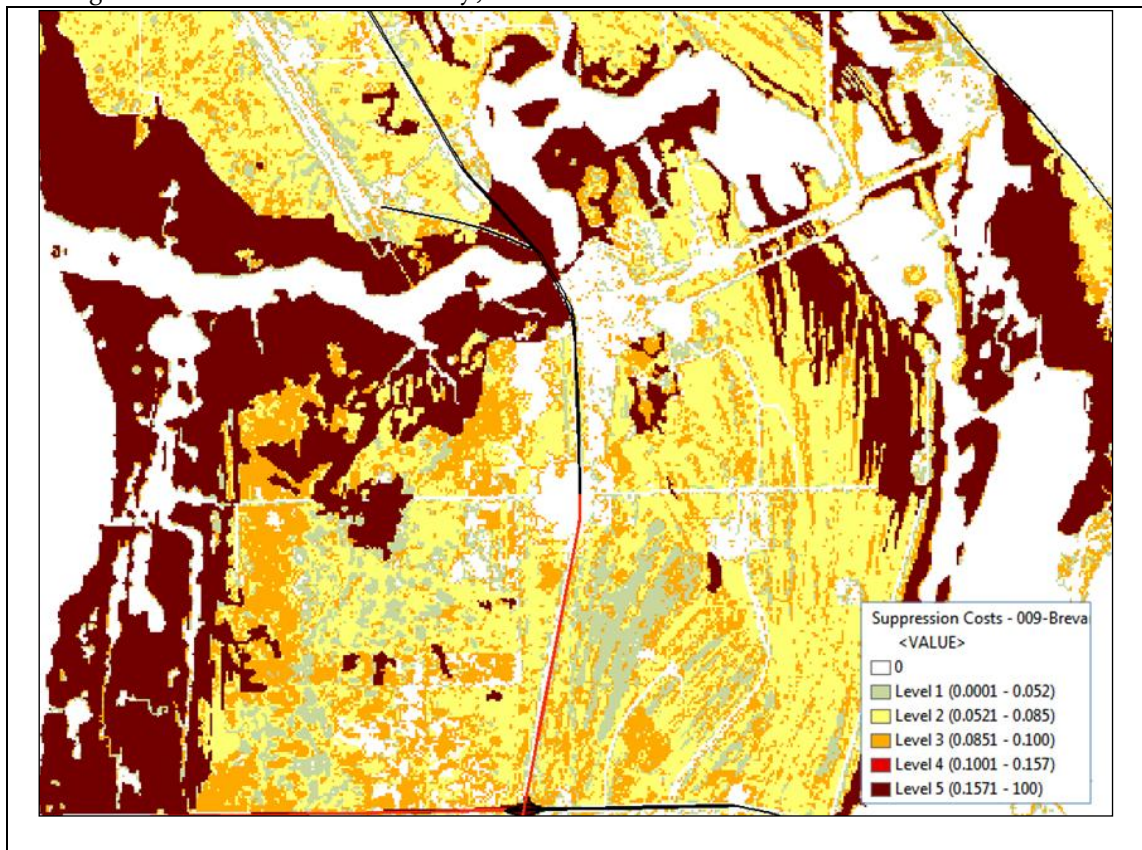 Suppression Costs - 009-Breva
<VALUE>
0
Level 1 (0.0001 - 0.052)
Level 2 (0.0521 - 0.085)
Level 3 (0.0851 - 0.100)
Level 4 (0.1001 - 0.157)
Level 5 (0.1571 - 100)